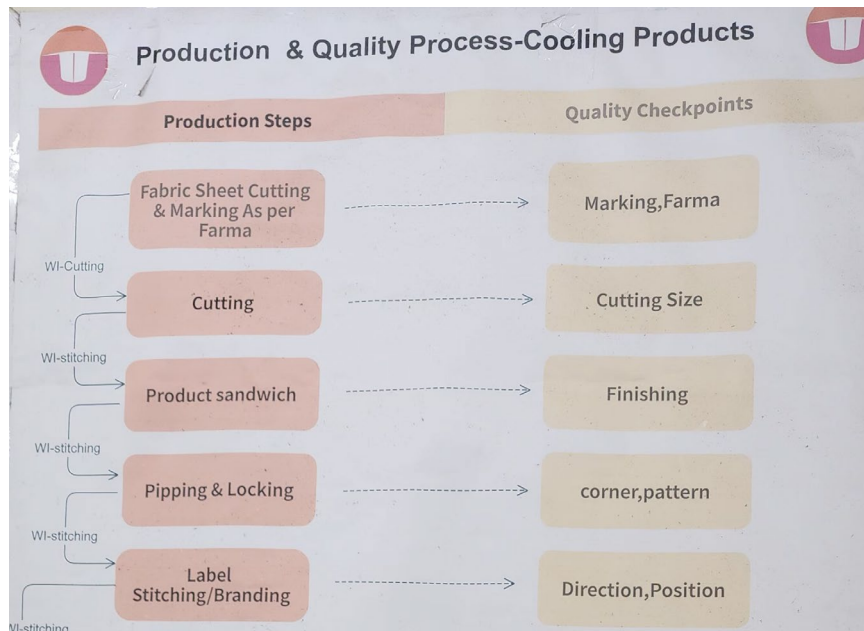 Production & Quality Process-Cooling Products
Production Steps
Quality Checkpoints
Fabric Sheet Cutting
& Marking As per
Farma
Marking,Farma
WI-Cutting
Cutting
Cutting Size
WI-stitching
Product sandwich
Finishing
WI-stitching
Pipping & Locking
corner,pattern
WI-stitching
Label
Stitching/Branding
Direction,Position
WI-stitching